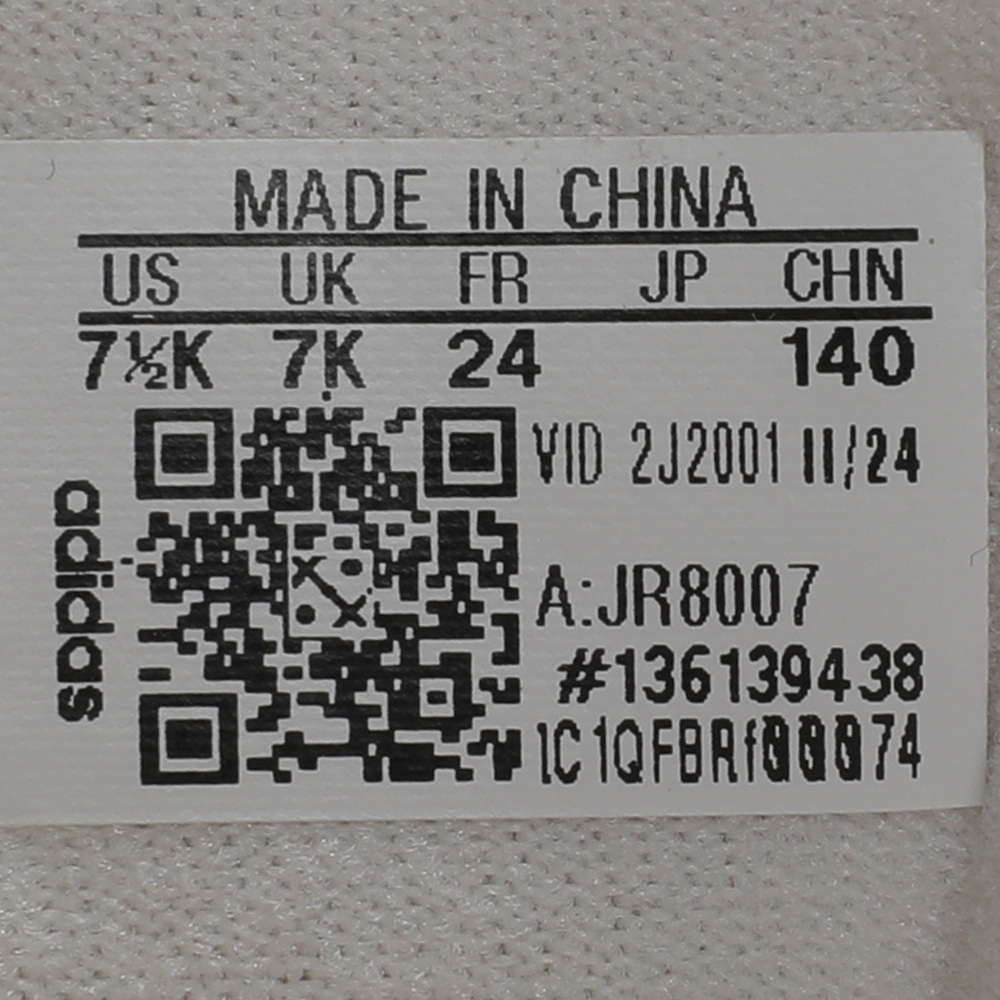 MADE IN CHINA
US UK FR JP CHN
7½K 7K 24 140
VID 2J2001 11/24
adidas
A:JR8007
#136139438